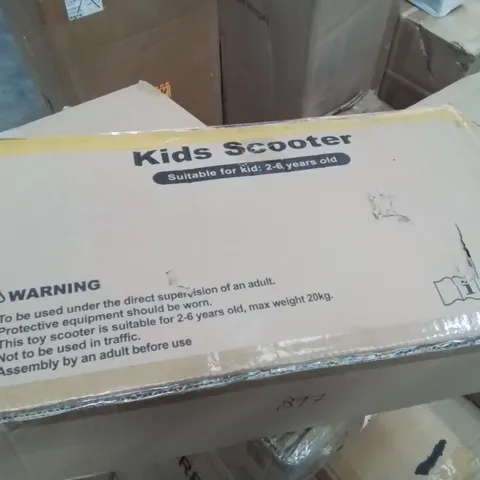 Kids Scooter
Suitable for kid: 2-6 years old
WARNING
To be used under the direct supervision of an adult.
Protective equipment should be worn.
This toy scooter is suitable for 2-6 years old, max weight 20kg.
Not to be used in traffic.
Assembly by an adult before use